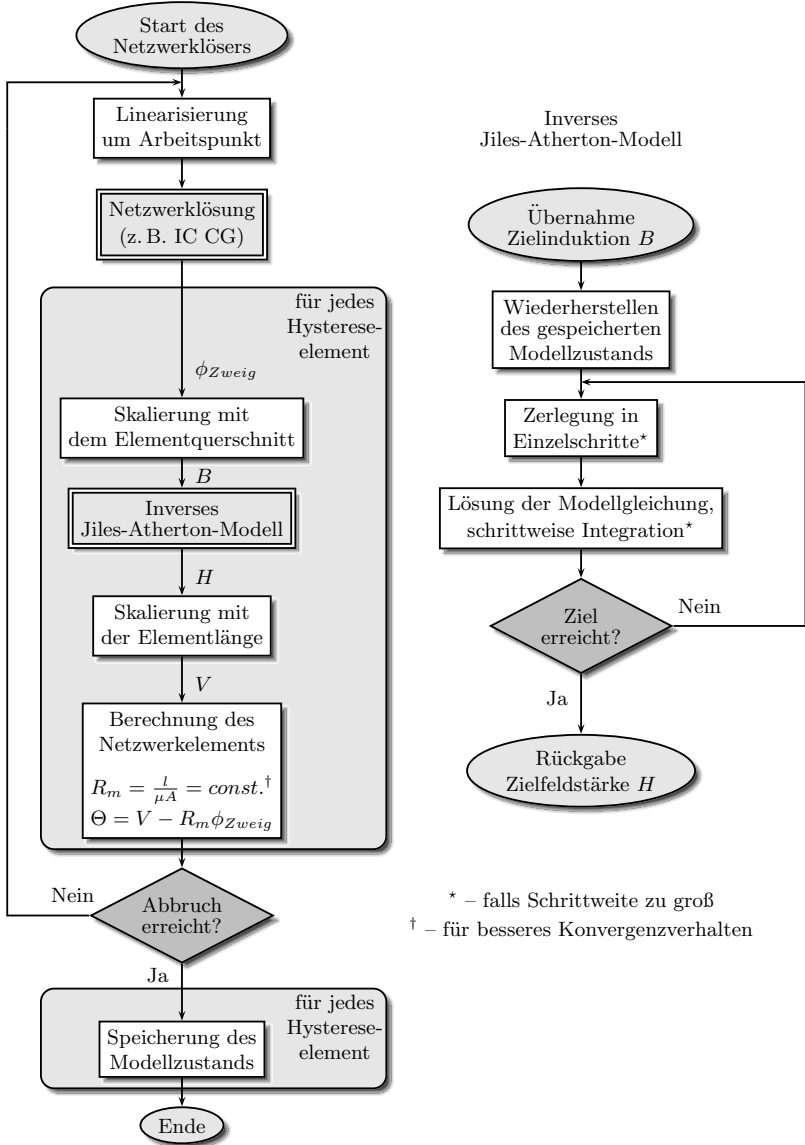 Start des
Netzwerklösers
Linearisierung
um Arbeitspunkt
Netzwerklösung
(z. B. IC CG)
für jedes
Hysterese-
element
ϕ_Zweig
Skalierung mit
dem Elementquerschnitt
B
Inverses
Jiles-Atherton-Modell
H
Skalierung mit
der Elementlänge
V
Berechnung des
Netzwerkelements
R_m = l/μA = const.†
Θ = V − R_mϕ_Zweig
Nein
Abbruch
erreicht?
Ja
für jedes
Hysterese-
element
Speicherung des
Modellzustands
Ende
Inverses
Jiles-Atherton-Modell
Übernahme
Zielinduktion B
Wiederherstellen
des gespeicherten
Modellzustands
Zerlegung in
Einzelschritte⋆
Lösung der Modellgleichung,
schrittweise Integration⋆
Ziel
erreicht?
Nein
Ja
Rückgabe
Zielfeldstärke H
⋆ – falls Schrittweite zu groß
† – für besseres Konvergenzverhalten